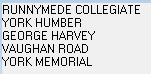 RUNNYMEDE COLLEGIATE
YORK HUMBER
GEORGE HARVEY
VAUGHAN ROAD
YORK MEMORIAL